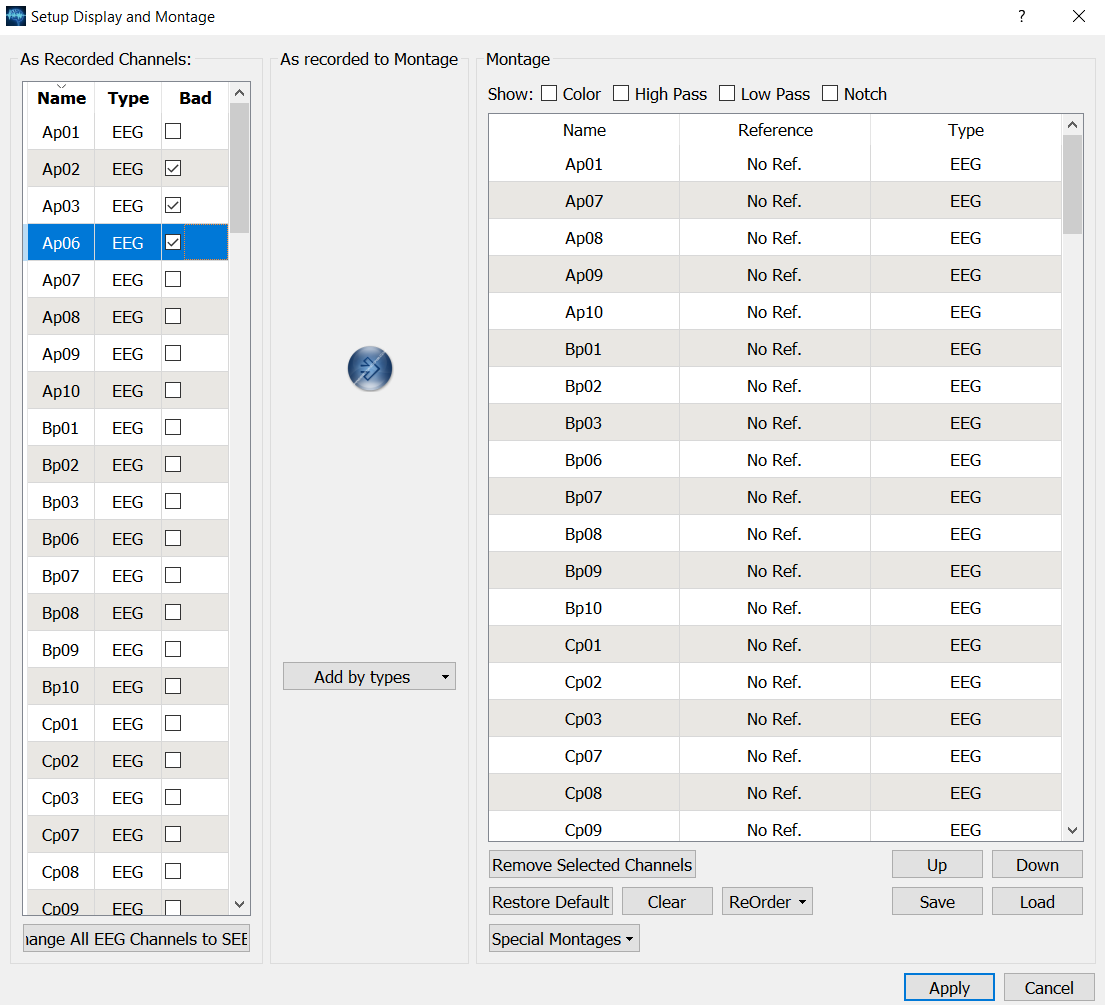 Setup Display and Montage
?
As Recorded Channels:
Name Type Bad
Ap01 EEG
Ap02 EEG
Ap03 EEG
Ap06 EEG
Ap07 EEG
Ap08 EEG
Ap09 EEG
Ap10 EEG
Bp01 EEG
Bp02 EEG
Bp03 EEG
Bp06 EEG
Bp07 EEG
Bp08 EEG
Bp09 EEG
Bp10 EEG
Cp01 EEG
Cp02 EEG
Cp03 EEG
Cp07 EEG
Cp08 EEG
Cp09 EEG
ange All EEG Channels to SEE
As recorded to Montage
Add by types
Montage
Show: Color High Pass Low Pass Notch
Name Reference Type
Ap01 No Ref. EEG
Ap07 No Ref. EEG
Ap08 No Ref. EEG
Ap09 No Ref. EEG
Ap10 No Ref. EEG
Bp01 No Ref. EEG
Bp02 No Ref. EEG
Bp03 No Ref. EEG
Bp06 No Ref. EEG
Bp07 No Ref. EEG
Bp08 No Ref. EEG
Bp09 No Ref. EEG
Bp10 No Ref. EEG
Cp01 No Ref. EEG
Cp02 No Ref. EEG
Cp03 No Ref. EEG
Cp07 No Ref. EEG
Cp08 No Ref. EEG
Cp09 No Ref. EEG
Remove Selected Channels Up Down
Restore Default Clear ReOrder Save Load
Special Montages
Apply Cancel